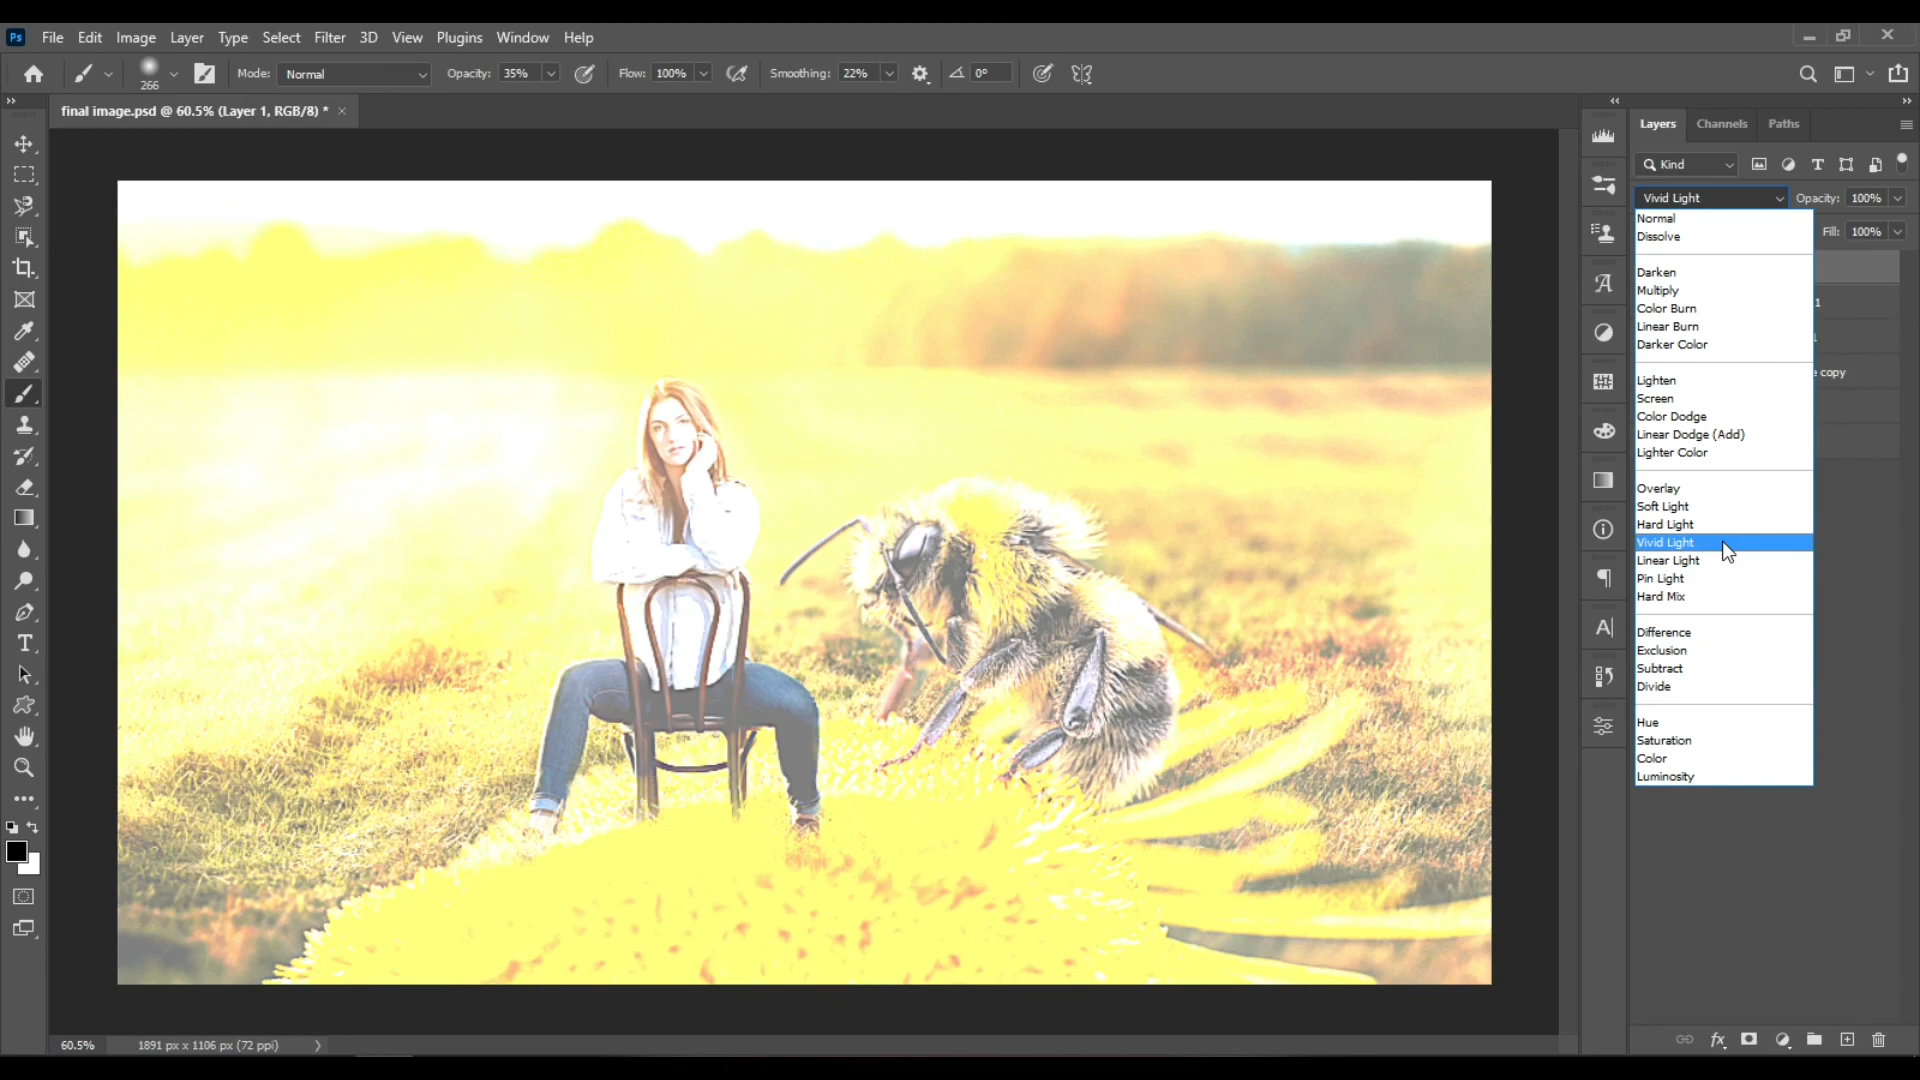 Ps File Edit Image Layer Type Select Filter 3D View Plugins Window Help
266 Mode: Normal Opacity: 35% Flow: 100% Smoothing: 22% 0°
final image.psd @ 60.5% (Layer 1, RGB/8) * ×
Layers Channels Paths
Kind
Vivid Light Opacity: 100%
Fill: 100%
Normal
Dissolve
Darken
Multiply
Color Burn
Linear Burn
Darker Color
Lighten
Screen
Color Dodge
Linear Dodge (Add)
Lighter Color
Overlay
Soft Light
Hard Light
Vivid Light
Linear Light
Pin Light
Hard Mix
Difference
Exclusion
Subtract
Divide
Hue
Saturation
Color
Luminosity
1
copy
60.5% 1891 px x 1106 px (72 ppi)
fx